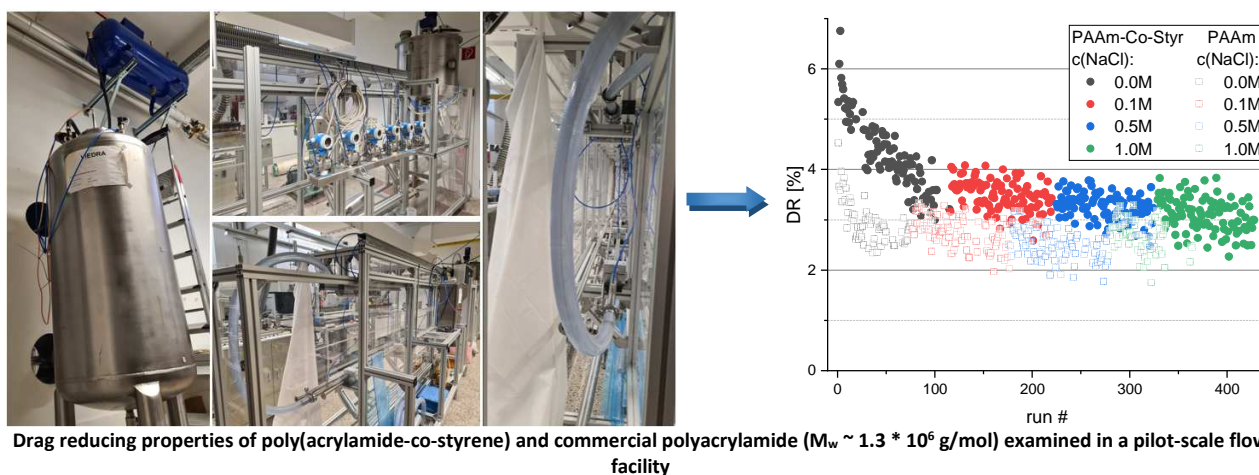 VIEDRA
DR [%]
6
4
2
0
0
100
200
300
400
run #
PAAm-Co-Styr PAAm
c(NaCl): c(NaCl):
0.0M 0.0M
0.1M 0.1M
0.5M 0.5M
1.0M 1.0M
Drag reducing properties of poly(acrylamide-co-styrene) and commercial polyacrylamide (Mw ~ 1.3 * 10⁶ g/mol) examined in a pilot-scale flow
facility